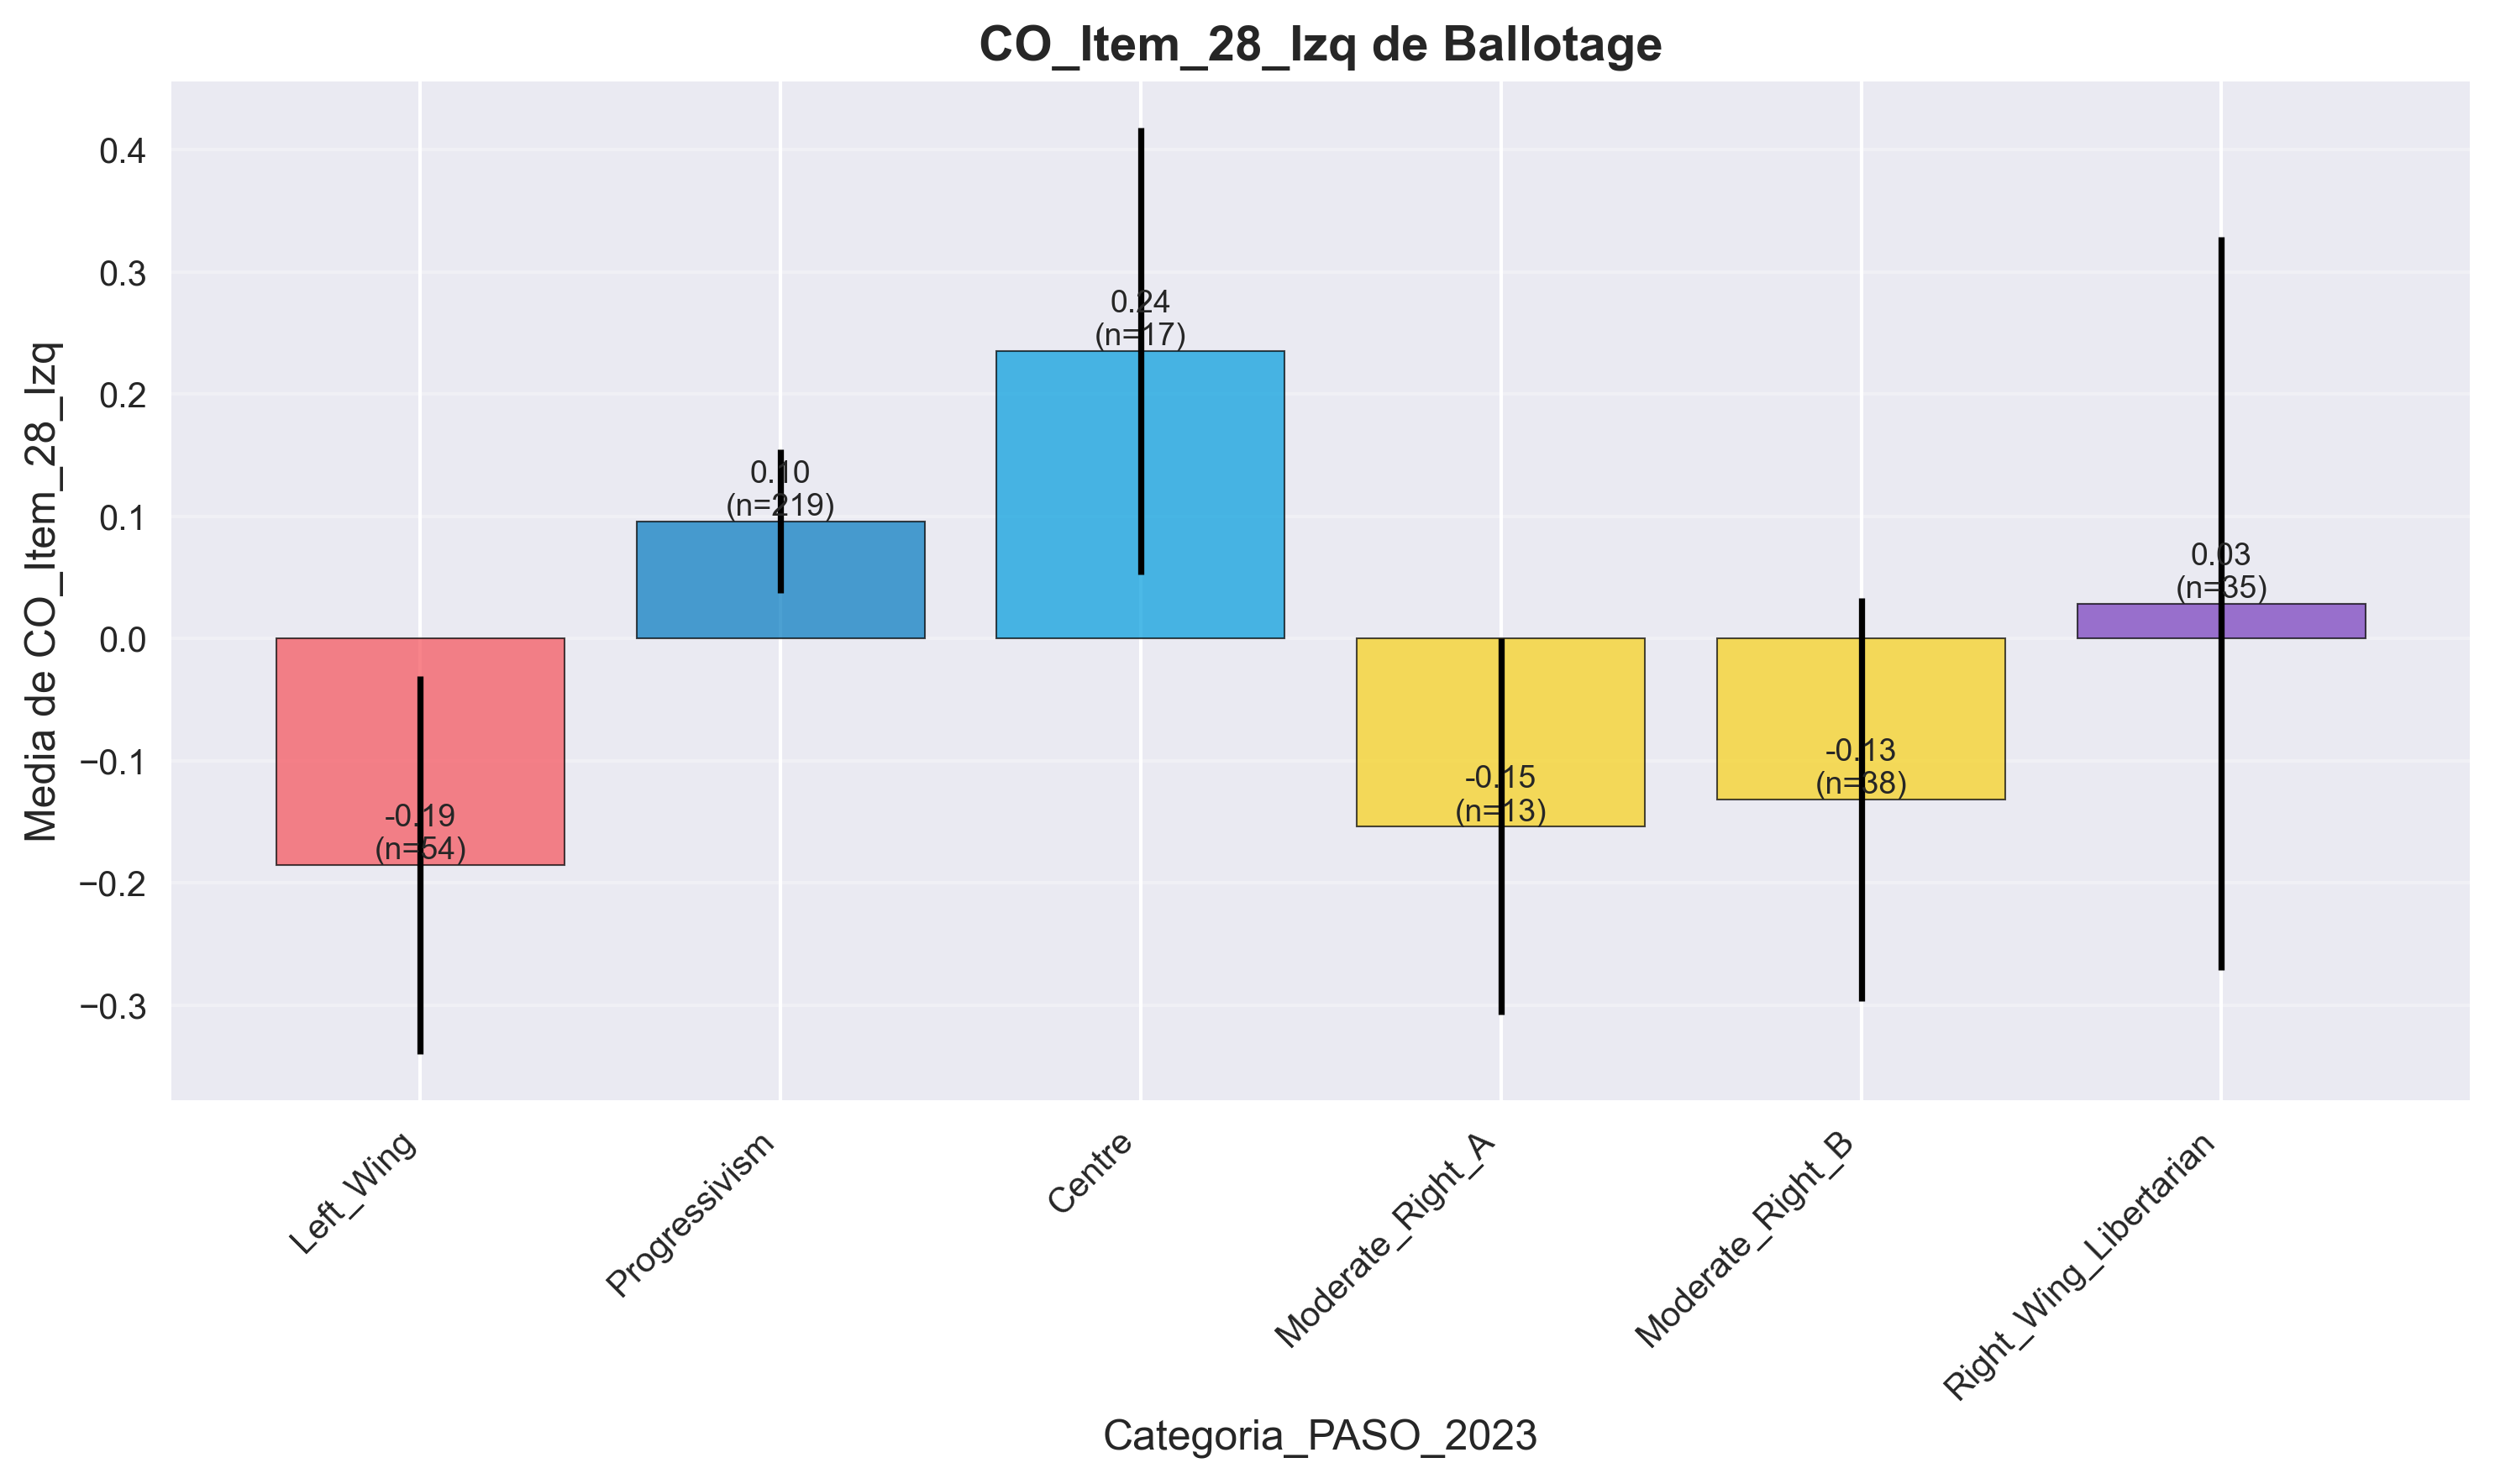 CO_Item_28_Izq de Ballotage
Media de CO_Item_28_Izq
0.4
0.3
0.2
0.1
0.0
−0.1
−0.2
−0.3
-0.19
(n=54)
0.10
(n=219)
0.24
(n=17)
-0.15
(n=13)
-0.13
(n=38)
0.03
(n=35)
Left_Wing
Progressivism
Centre
Moderate_Right_A
Moderate_Right_B
Right_Wing_Libertarian
Categoria_PASO_2023